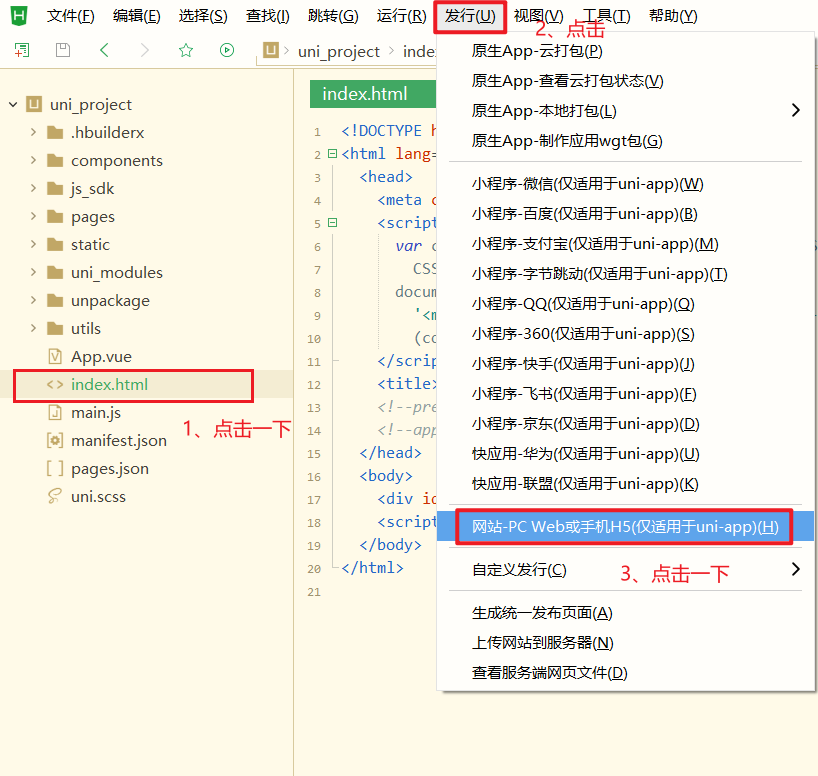 文件(F) 编辑(E) 选择(S) 查找(I) 跳转(G) 运行(R) 发行(U) 视图(V) 工具(T) 帮助(Y)
2、点击
uni_project
uni_project
.hbuilderx
components
js_sdk
pages
static
uni_modules
unpackage
utils
App.vue
index.html
main.js
manifest.json
pages.json
uni.scss
1、点击一下
index.html
1 <!DOCTYPE
2 <html lang=
3 <head>
4 <meta
5 <script
6 var
7 CSS
8 docum
9 '<m
10 (co
11 </scrip
12 <title>
13 <!--pre
14 <!--app
15 </head>
16 <body>
17 <div id
18 <script
19 </body>
20 </html>
21
原生App-云打包(P)
原生App-查看云打包状态(V)
原生App-本地打包(L)
原生App-制作应用wgt包(G)
小程序-微信(仅适用于uni-app)(W)
小程序-百度(仅适用于uni-app)(B)
小程序-支付宝(仅适用于uni-app)(M)
小程序-字节跳动(仅适用于uni-app)(T)
小程序-QQ(仅适用于uni-app)(Q)
小程序-360(仅适用于uni-app)(S)
小程序-快手(仅适用于uni-app)(J)
小程序-飞书(仅适用于uni-app)(F)
小程序-京东(仅适用于uni-app)(D)
快应用-华为(仅适用于uni-app)(U)
快应用-联盟(仅适用于uni-app)(K)
网站-PC Web或手机H5(仅适用于uni-app)(H)
自定义发行(C)
3、点击一下
生成统一发布页面(A)
上传网站到服务器(N)
查看服务端网页文件(D)